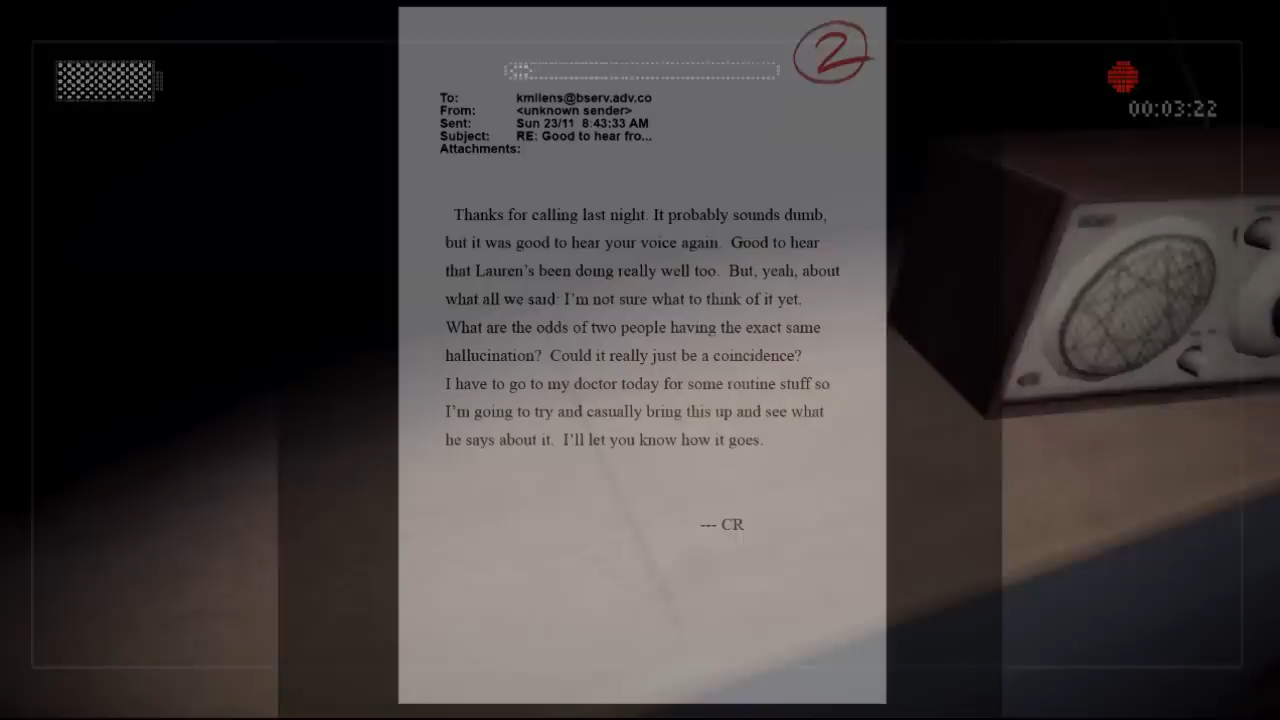 2
To: kmilens@bserv.adv.co
From: <unknown sender>
Sent: Sun 23/11 8:43:33 AM
Subject: RE: Good to hear fro...
Attachments:
00:03:22
Thanks for calling last night. It probably sounds dumb,
but it was good to hear your voice again. Good to hear
that Lauren's been doing really well too. But, yeah, about
what all we said: I'm not sure what to think of it yet.
What are the odds of two people having the exact same
hallucination? Could it really just be a coincidence?
I have to go to my doctor today for some routine stuff so
I'm going to try and casually bring this up and see what
he says about it. I'll let you know how it goes.
--- CR